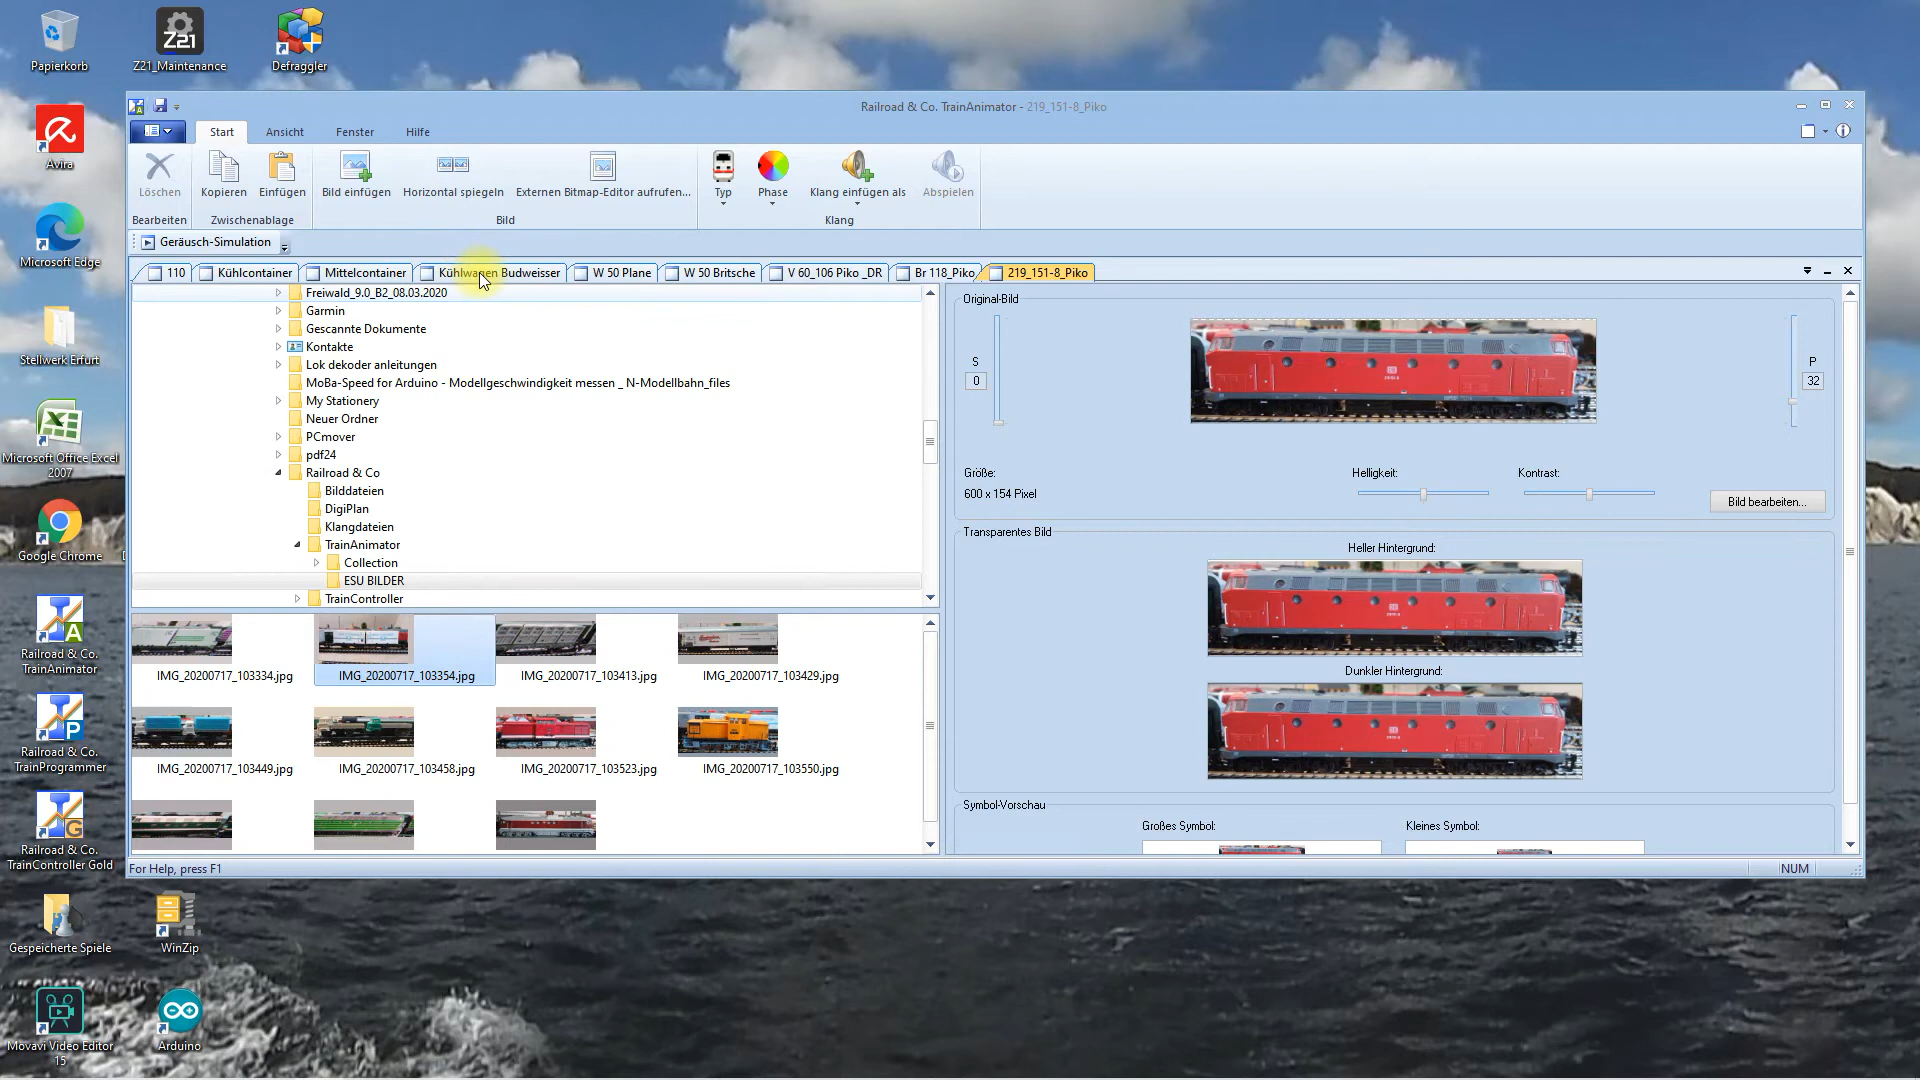 Papierkorb
Z21
Z21_Maintenance
Defraggler
Avira
Microsoft Edge
Stellwerk Erfurt
Microsoft Office Excel
2007
Google Chrome
A
Railroad & Co.
TrainAnimator
P
Railroad & Co.
TrainProgrammer
G
Railroad & Co.
TrainController Gold
Gespeicherte Spiele
WinZip
Movavi Video Editor
15
Arduino
Railroad & Co. TrainAnimator - 219_151-8_Piko
Start
Ansicht
Fenster
Hilfe
Löschen
Kopieren
Einfügen
Bild einfügen
Horizontal spiegeln
Externen Bitmap-Editor aufrufen...
Typ
Phase
Klang einfügen als
Abspielen
Bearbeiten
Zwischenablage
Bild
Klang
Geräusch-Simulation
110
Kühlcontainer
Mittelcontainer
Kühlwagen Budweisser
W 50 Plane
W 50 Britsche
V 60_106 Piko _DR
Br 118_Piko
219_151-8_Piko
Freiwald_9.0_B2_08.03.2020
Garmin
Gescannte Dokumente
Kontakte
Lok dekoder anleitungen
MoBa-Speed for Arduino - Modellgeschwindigkeit messen _ N-Modellbahn_files
My Stationery
Neuer Ordner
PCmover
pdf24
Railroad & Co
Bilddateien
DigiPlan
Klangdateien
TrainAnimator
Collection
ESU BILDER
TrainController
IMG_20200717_103334.jpg
IMG_20200717_103354.jpg
IMG_20200717_103413.jpg
IMG_20200717_103429.jpg
IMG_20200717_103449.jpg
IMG_20200717_103458.jpg
IMG_20200717_103523.jpg
IMG_20200717_103550.jpg
Original-Bild
S
0
P
32
Größe:
600 x 154 Pixel
Helligkeit:
Kontrast:
Bild bearbeiten...
Transparentes Bild
Heller Hintergrund:
Dunkler Hintergrund:
Symbol-Vorschau
Großes Symbol:
Kleines Symbol:
For Help, press F1
NUM